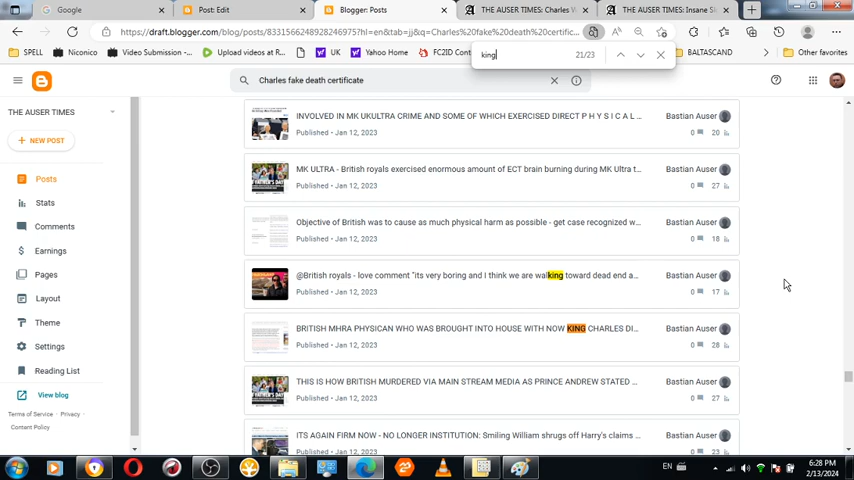 Google
Post: Edit
Blogger: Posts
THE AUSER TIMES: Charles W
THE AUSER TIMES: Insane S
https://draft.blogger.com/blog/posts/8331566248928246975?hl=en&tab=jj&q=Charles%20fake%20death%20certific...
SPELL
Niconico
Video Submission -...
Upload videos at R...
UK
Yahoo Home
FC2ID Cont
BALTASCAND
Other favorites
king
21/23
Charles fake death certificate
THE AUSER TIMES
NEW POST
Posts
Stats
Comments
Earnings
Pages
Layout
Theme
Settings
Reading List
View blog
Terms of Service • Privacy •
Content Policy
INVOLVED IN MK UKULTRA CRIME AND SOME OF WHICH EXERCISED DIRECT P H Y S I C A L ...
Bastian Auser
Published • Jan 12, 2023
0 20
MK ULTRA - British royals exercised enormous amount of ECT brain burning during MK Ultra t...
Bastian Auser
Published • Jan 12, 2023
0 27
Objective of British was to cause as much physical harm as possible - get case recognized w...
Bastian Auser
Published • Jan 12, 2023
0 18
@British royals - love comment "its very boring and I think we are walking toward dead end a...
Bastian Auser
Published • Jan 12, 2023
0 17
BRITISH MHRA PHYSICAN WHO WAS BROUGHT INTO HOUSE WITH NOW KING CHARLES DI...
Bastian Auser
Published • Jan 12, 2023
0 28
THIS IS HOW BRITISH MURDERED VIA MAIN STREAM MEDIA AS PRINCE ANDREW STATED ...
Bastian Auser
Published • Jan 12, 2023
0 27
ITS AGAIN FIRM NOW - NO LONGER INSTITUTION: Smiling William shrugs off Harry's claims ...
Bastian Auser
Published • Jan 12, 2023
0 23
EN
6:28 PM
2/13/2024